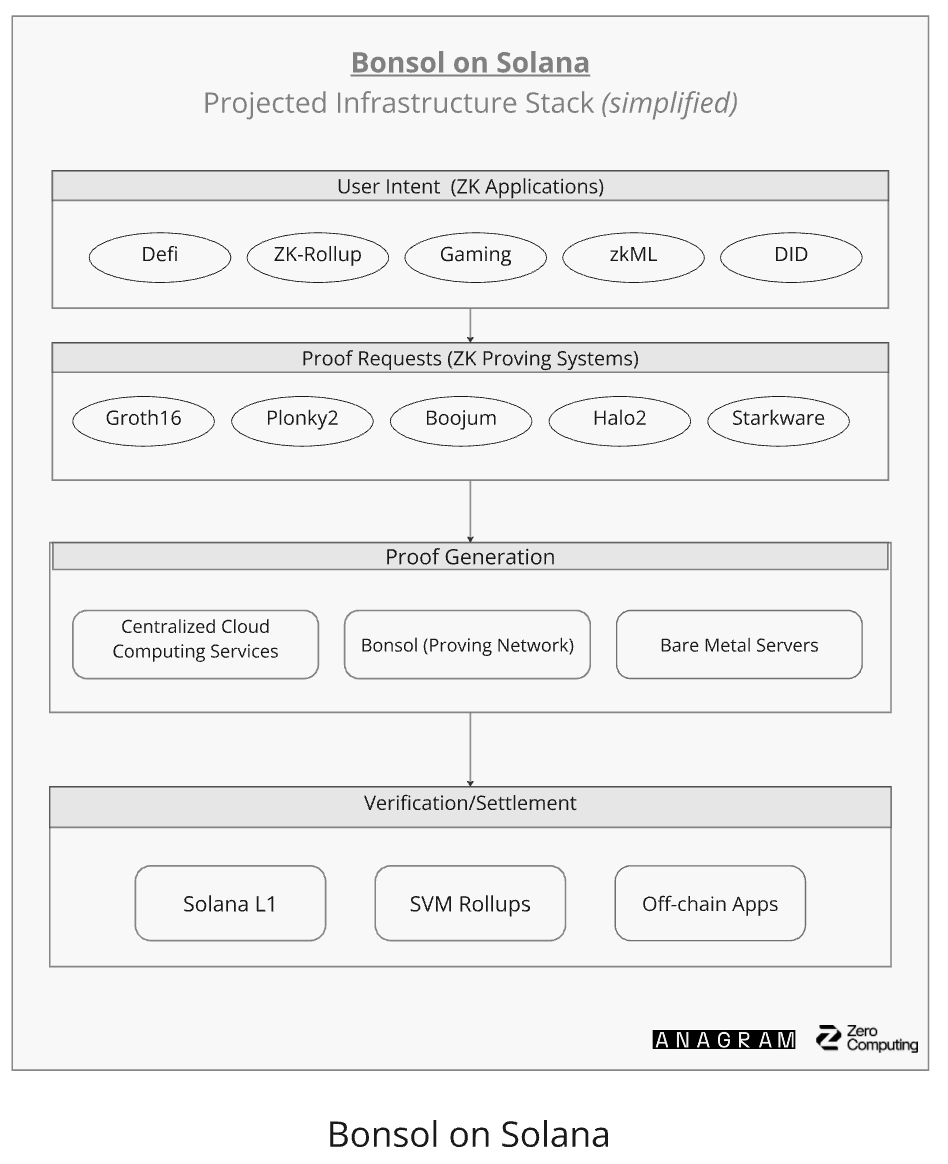 Bonsol on Solana
Projected Infrastructure Stack (simplified)
User Intent (ZK Applications)
Defi
ZK-Rollup
Gaming
zkML
DID
Proof Requests (ZK Proving Systems)
Groth16
Plonky2
Boojum
Halo2
Starkware
Proof Generation
Centralized Cloud
Computing Services
Bonsol (Proving Network)
Bare Metal Servers
Verification/Settlement
Solana L1
SVM Rollups
Off-chain Apps
ANAGRAM
Zero
Computing
Bonsol on Solana